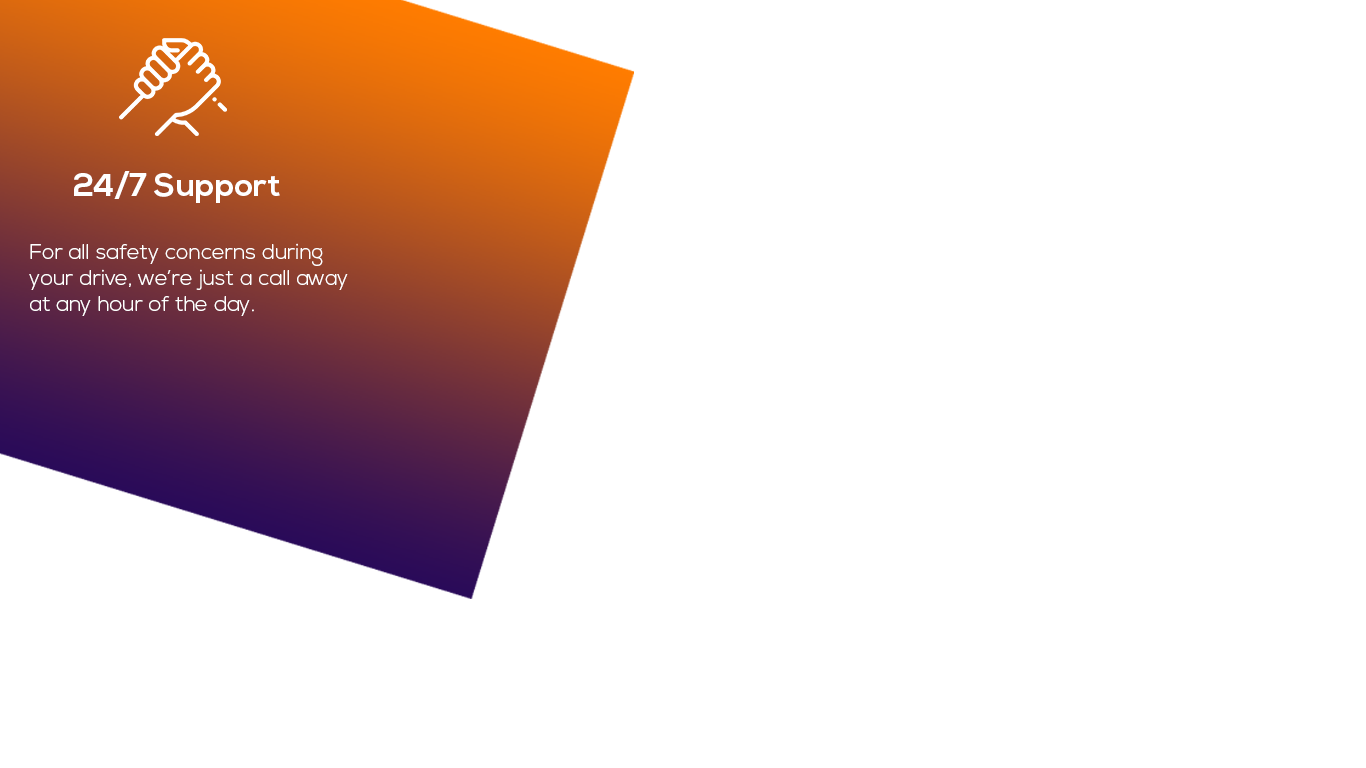 24/7 Support
For all safety concerns during
your drive, we're just a call away
at any hour of the day.